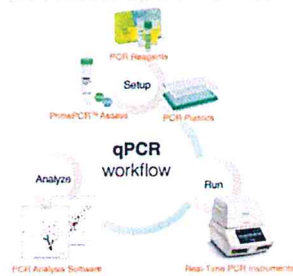 PCR Reagents
Setup
PrimePCR™ Assays
PCR Plastics
qPCR
workflow
Analyze
Run
PCR Analysis Software
Real-Time PCR Instruments